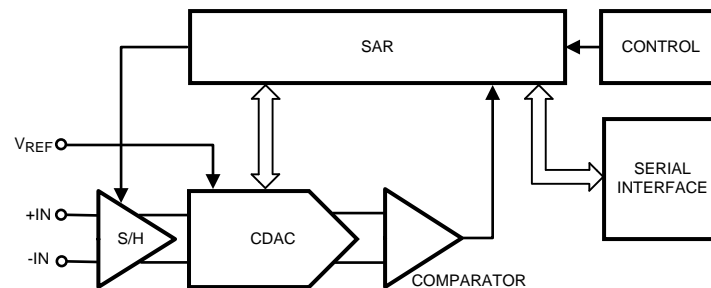 SAR
CONTROL
VREF
SERIAL
INTERFACE
+IN
S/H
CDAC
-IN
COMPARATOR